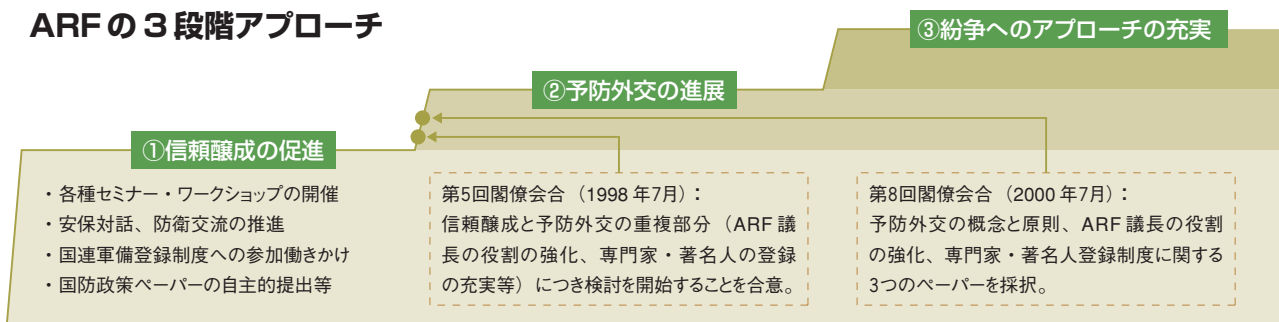 ARFの3段階アプローチ
③紛争へのアプローチの充実
②予防外交の進展
①信頼醸成の促進
・各種セミナー・ワークショップの開催
・安保対話、防衛交流の推進
・国連軍備登録制度への参加働きかけ
・国防政策ペーパーの自主的提出等
第5回閣僚会合（1998年7月）：
信頼醸成と予防外交の重複部分（ARF議
長の役割の強化、専門家・著名人の登録
の充実等）につき検討を開始することを合意。
第8回閣僚会合（2000年7月）：
予防外交の概念と原則、ARF議長の役割
の強化、専門家・著名人登録制度に関する
3つのペーパーを採択。